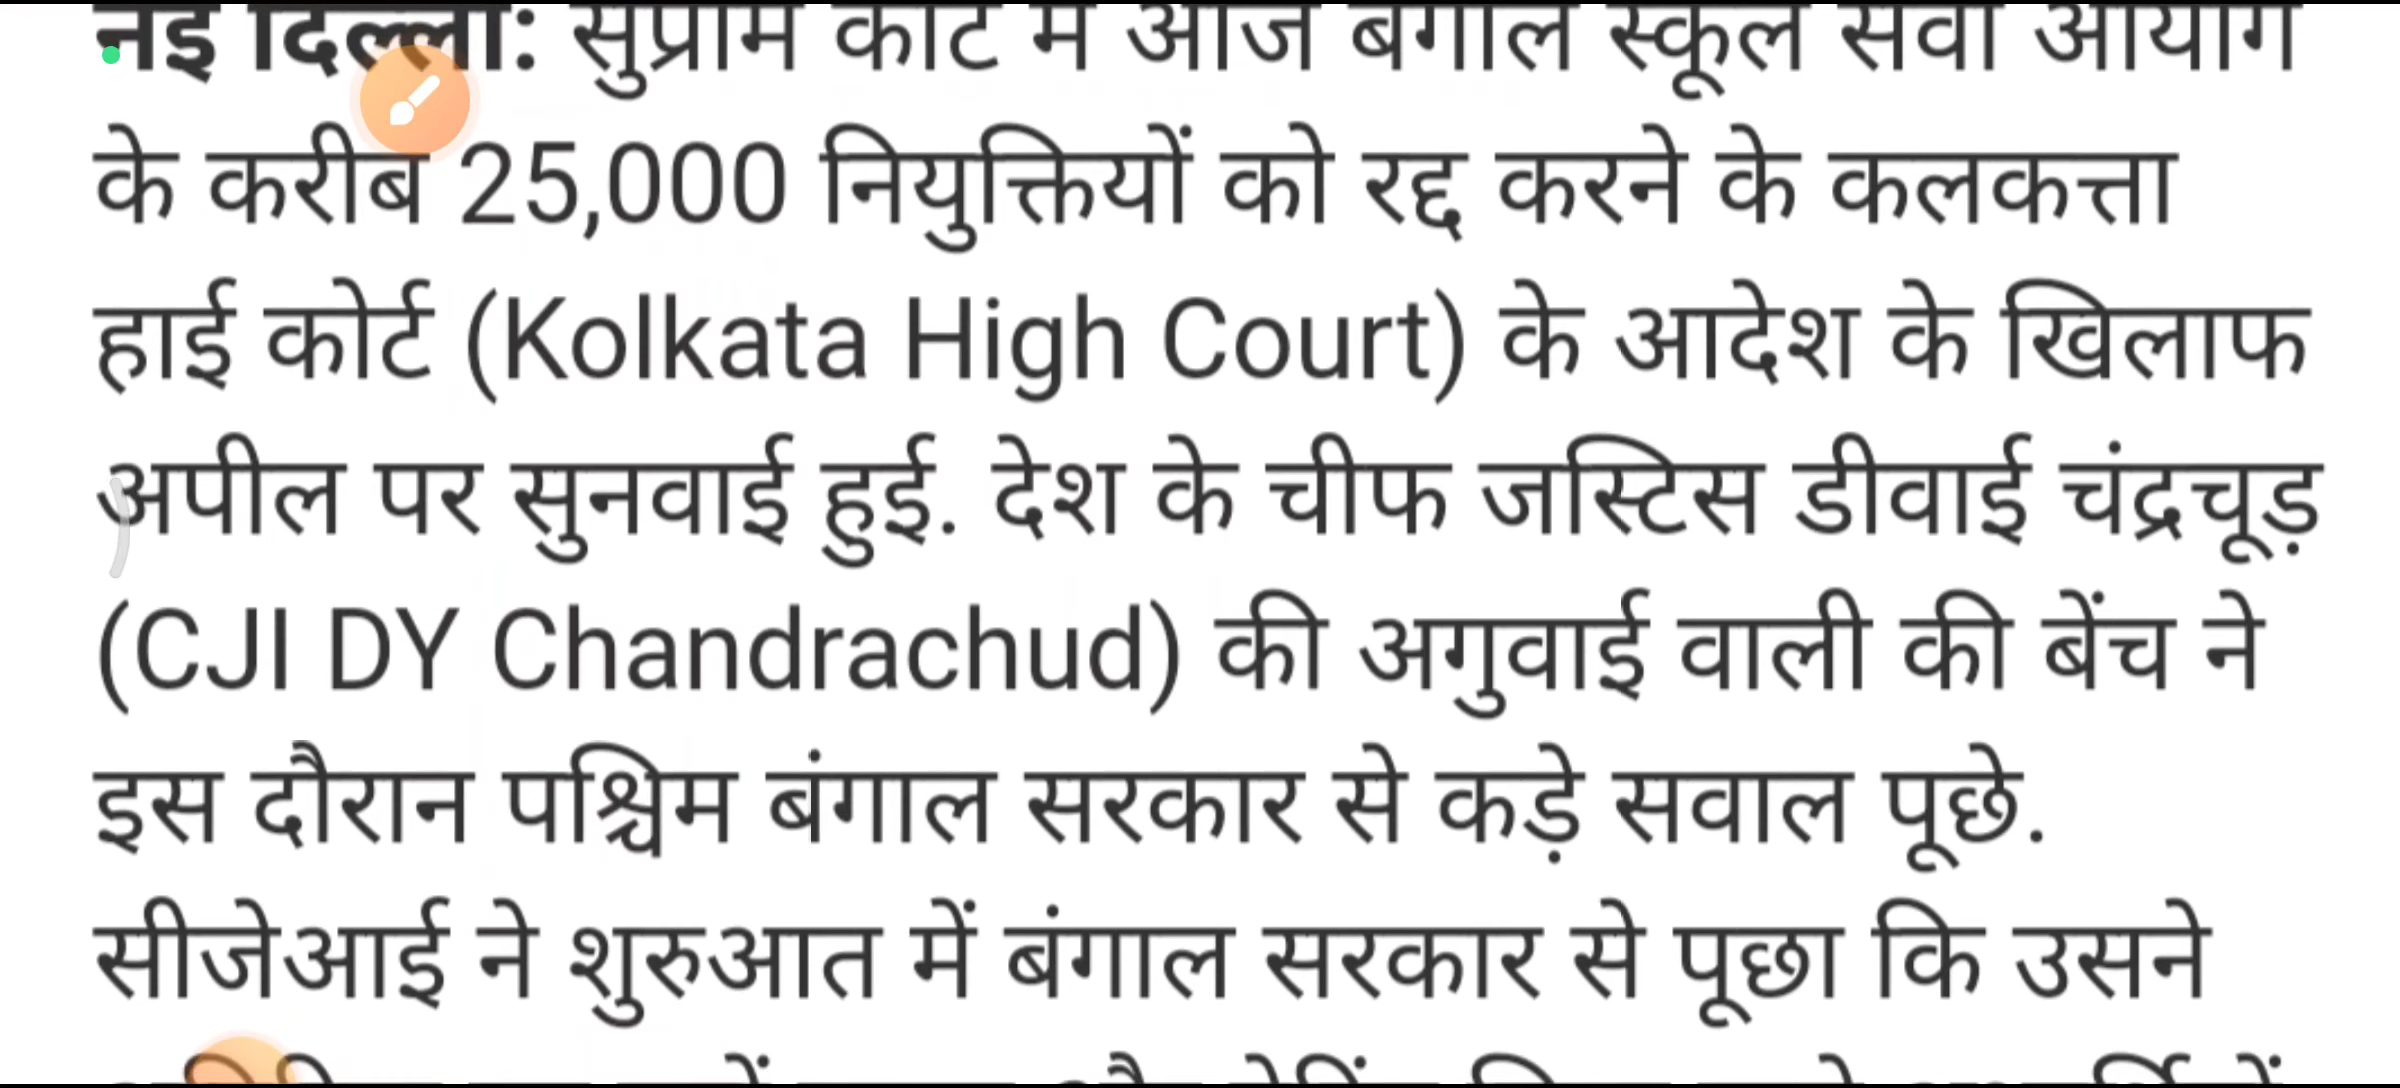 नई दिल्ली: सुप्रीम कोर्ट में आज बंगाल स्कूल सेवा आयोग
के करीब 25,000 नियुक्तियों को रद्द करने के कलकत्ता
हाई कोर्ट (Kolkata High Court) के आदेश के खिलाफ
अपील पर सुनवाई हुई. देश के चीफ जस्टिस डीवाई चंद्रचूड़
(CJI DY Chandrachud) की अगुवाई वाली की बेंच ने
इस दौरान पश्चिम बंगाल सरकार से कड़े सवाल पूछे.
सीजेआई ने शुरुआत में बंगाल सरकार से पूछा कि उसने